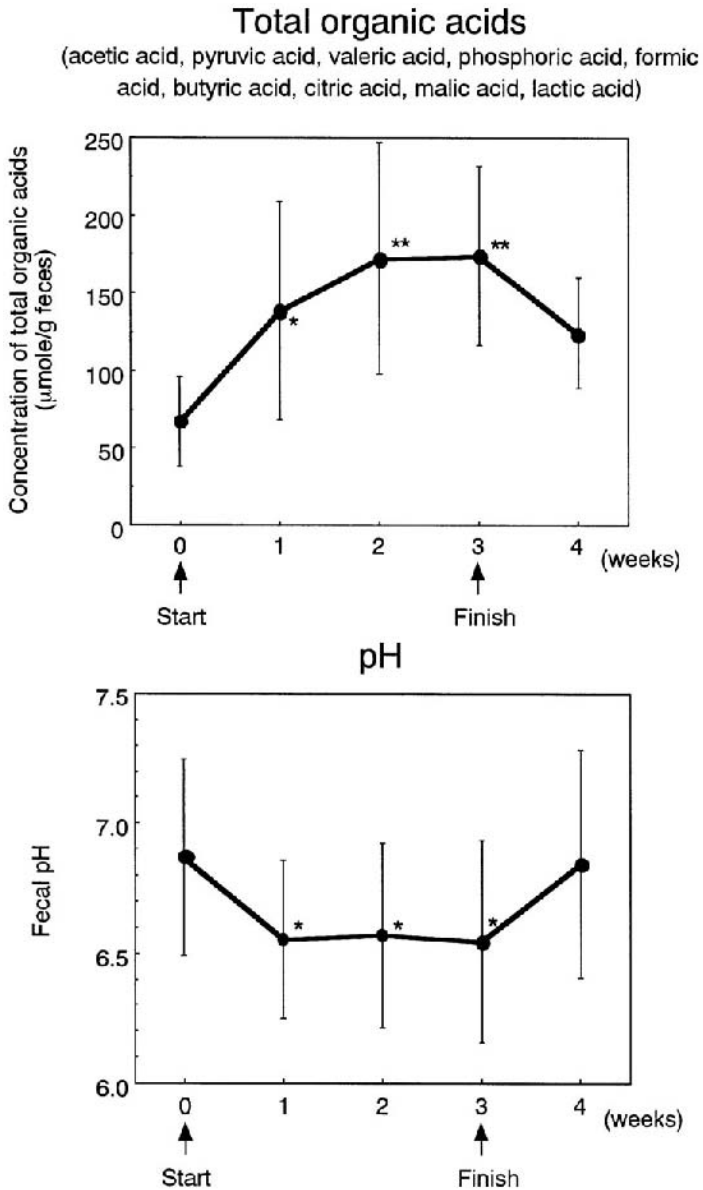 Total organic acids
(acetic acid, pyruvic acid, valeric acid, phosphoric acid, formic
acid, butyric acid, citric acid, malic acid, lactic acid)
Concentration of total organic acids
(μmole/g feces)
250
200
150
100
50
0
*
**
**
0 1 2 3 4 (weeks)
Start Finish
pH
Fecal pH
7.5
7.0
6.5
6.0
*
*
*
0 1 2 3 4 (weeks)
Start Finish